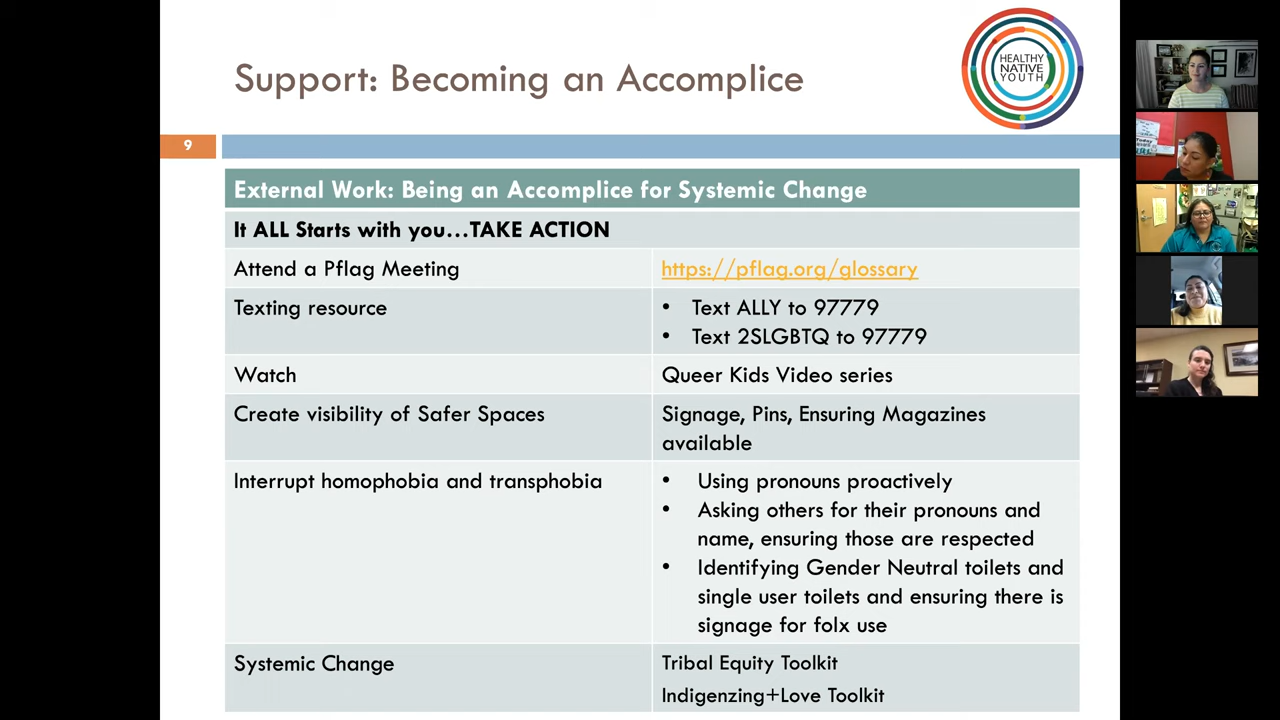 Support: Becoming an Accomplice
HEALTHY
NATIVE
YOUTH
9
External Work: Being an Accomplice for Systemic Change
It ALL Starts with you...TAKE ACTION
Attend a Pflag Meeting
https://pflag.org/glossary
Texting resource
• Text ALLY to 97779
• Text 2SLGBTQ to 97779
Watch
Queer Kids Video series
Create visibility of Safer Spaces
Signage, Pins, Ensuring Magazines
available
Interrupt homophobia and transphobia
• Using pronouns proactively
• Asking others for their pronouns and
name, ensuring those are respected
• Identifying Gender Neutral toilets and
single user toilets and ensuring there is
signage for folx use
Systemic Change
Tribal Equity Toolkit
Indigenzing+Love Toolkit